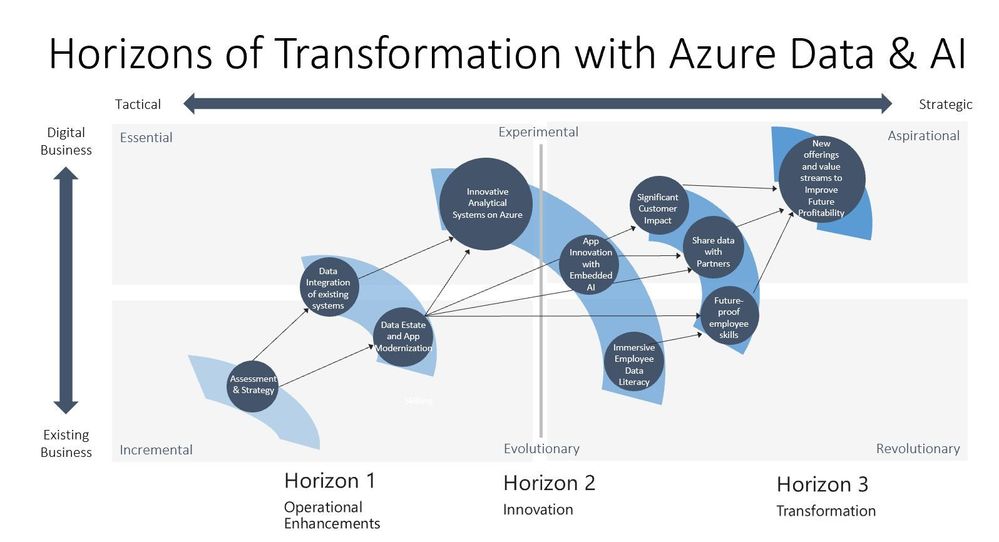 Horizons of Transformation with Azure Data & AI
Tactical
Strategic
Digital
Business
Essential
Experimental
Aspirational
New
offerings
and value
streams to
Improve
Future
Profitability
Innovative
Analytical
Systems on Azure
Significant
Customer
Impact
Share data
with
Partners
App
Innovation
with
Embedded
AI
Data
Integration
of existing
systems
Future-
proof
employee
skills
Data Estate
and App
Modernization
Immersive
Employee
Data
Literacy
Assessment
& Strategy
Existing
Business
Incremental
Evolutionary
Revolutionary
Horizon 1
Operational
Enhancements
Horizon 2
Innovation
Horizon 3
Transformation